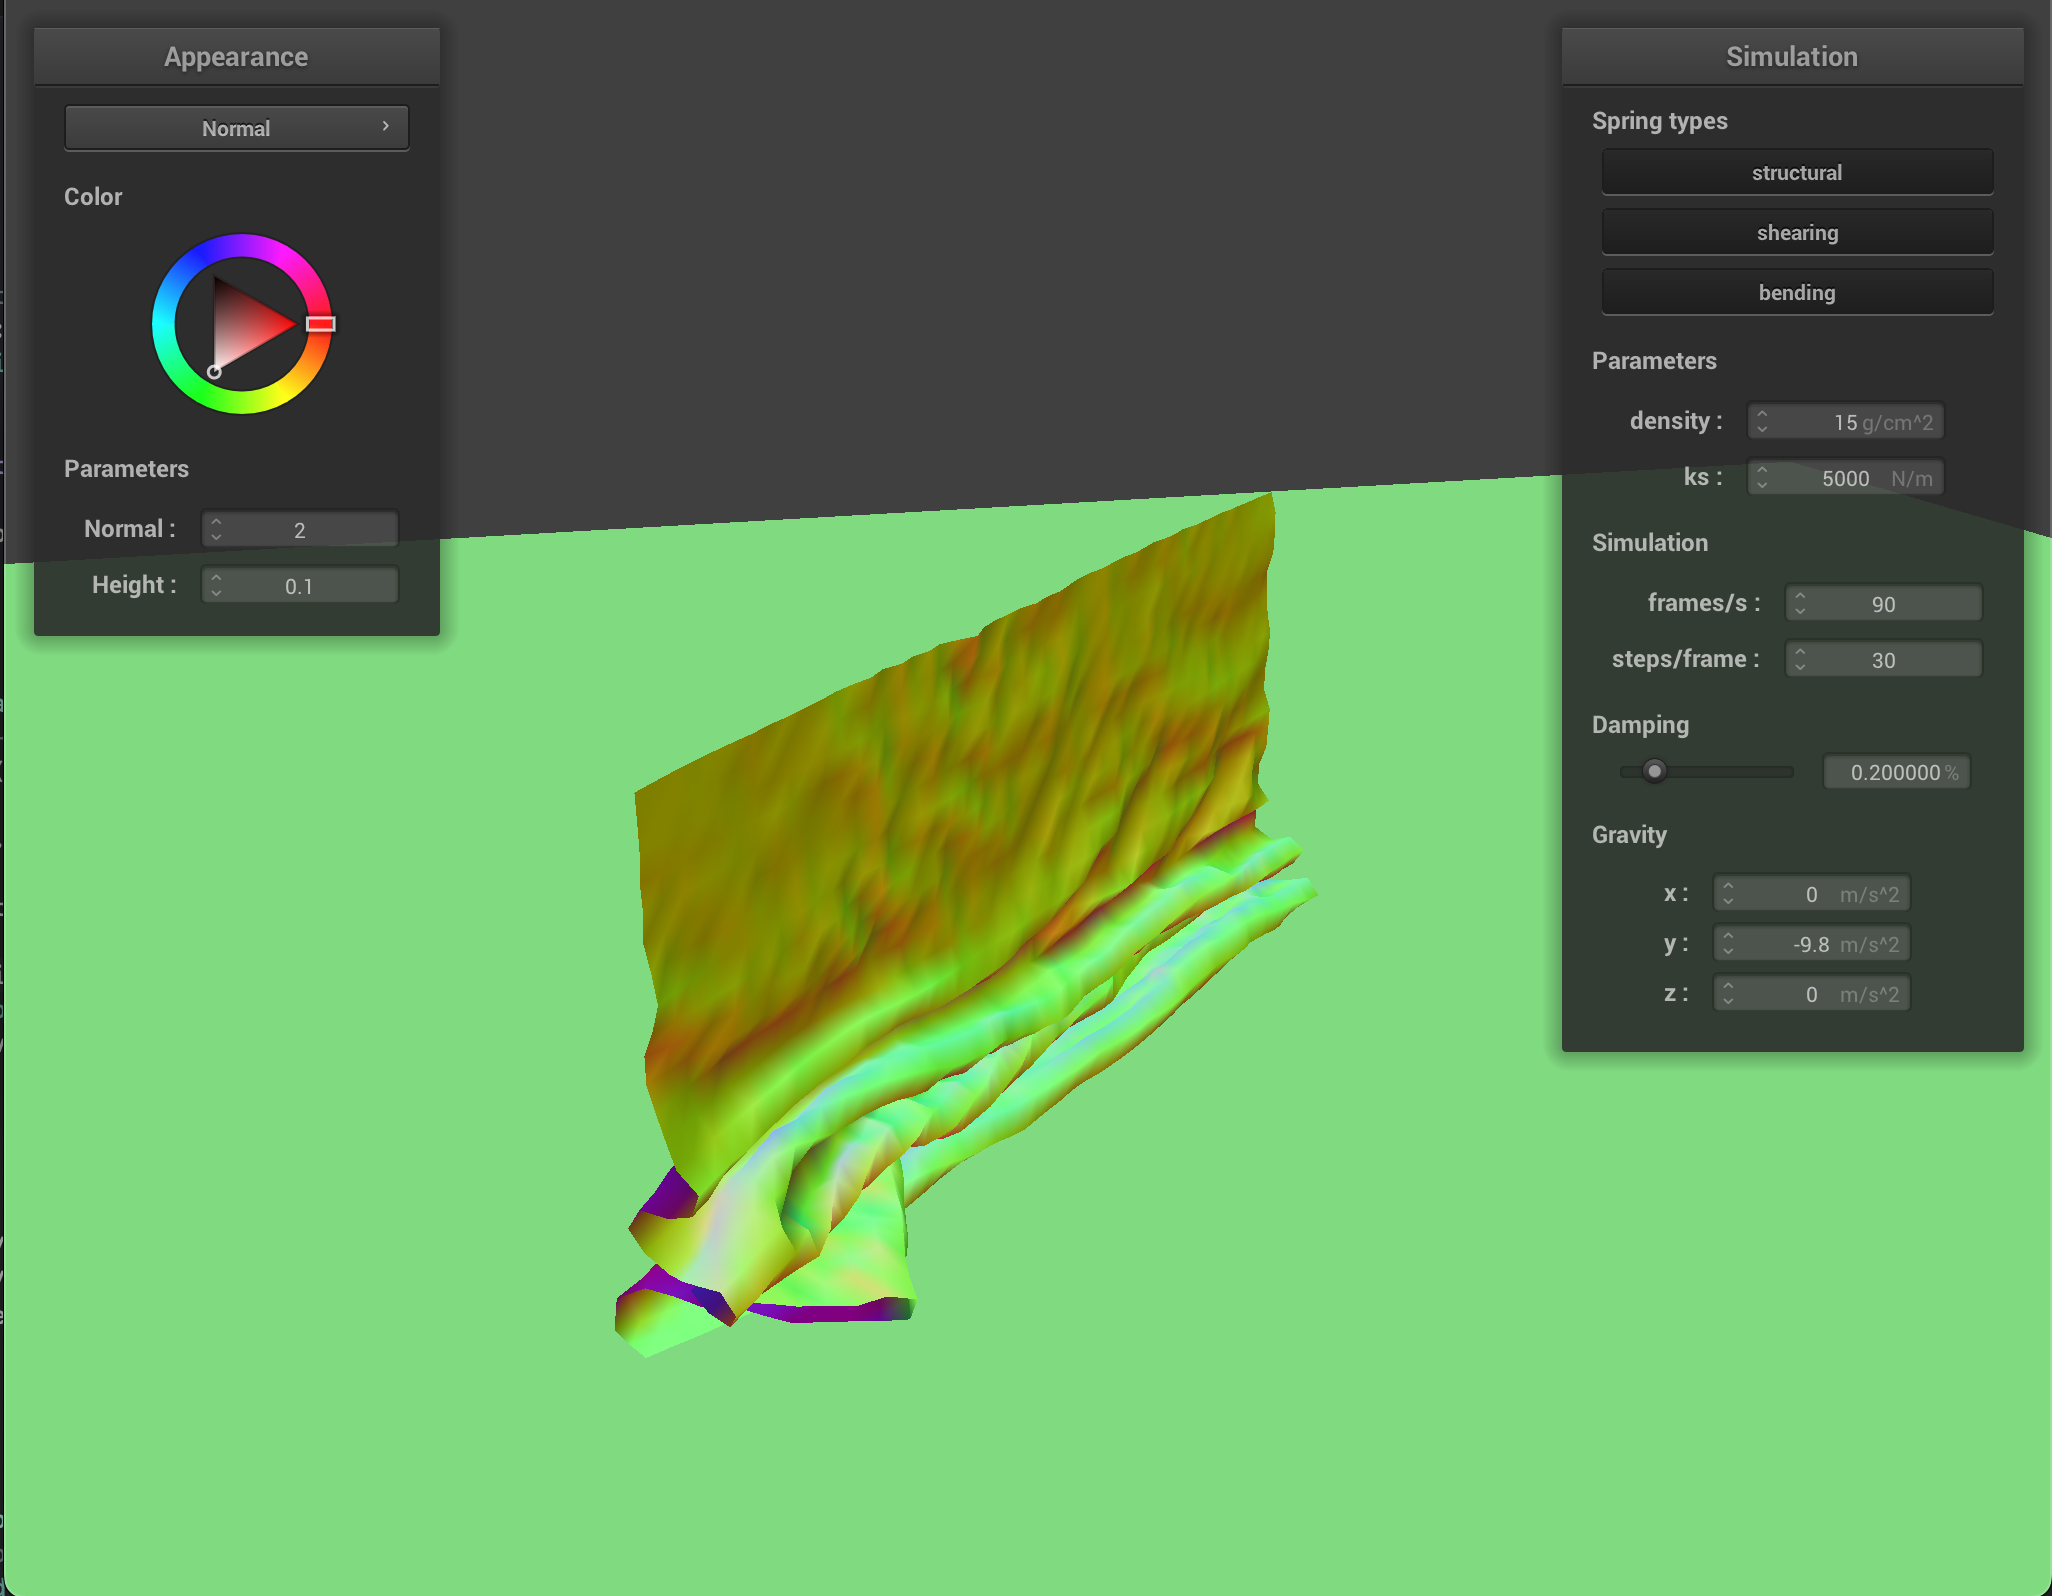 Appearance
Normal
Color
Parameters
Normal : 2
Height : 0.1
Simulation
Spring types
structural
shearing
bending
Parameters
density : 15 g/cm^2
ks : 5000 N/m
Simulation
frames/s : 90
steps/frame : 30
Damping
0.200000 %
Gravity
x : 0 m/s^2
y : -9.8 m/s^2
z : 0 m/s^2